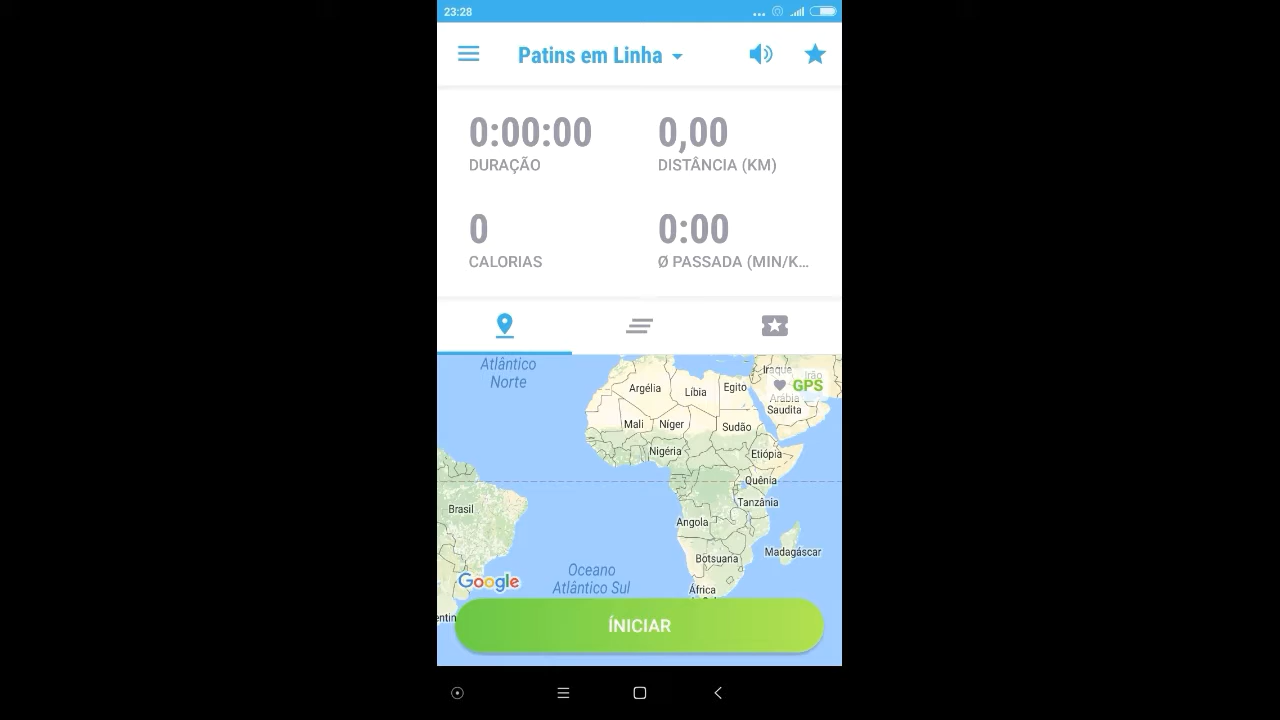 23:28
Patins em Linha
0:00:00
0,00
DURAÇÃO
DISTÂNCIA (KM)
0
0:00
CALORIAS
Ø PASSADA (MIN/K...
Atlântico
Norte
Iraque
Irão
GPS
Argélia
Líbia
Egito
Arábia
Saudita
Mali
Níger
Sudão
Nigéria
Etiópia
Quênia
Tanzânia
Brasil
Angola
Madagáscar
Botsuana
Oceano
Atlântico Sul
Google
África
entin
ÍNICIAR